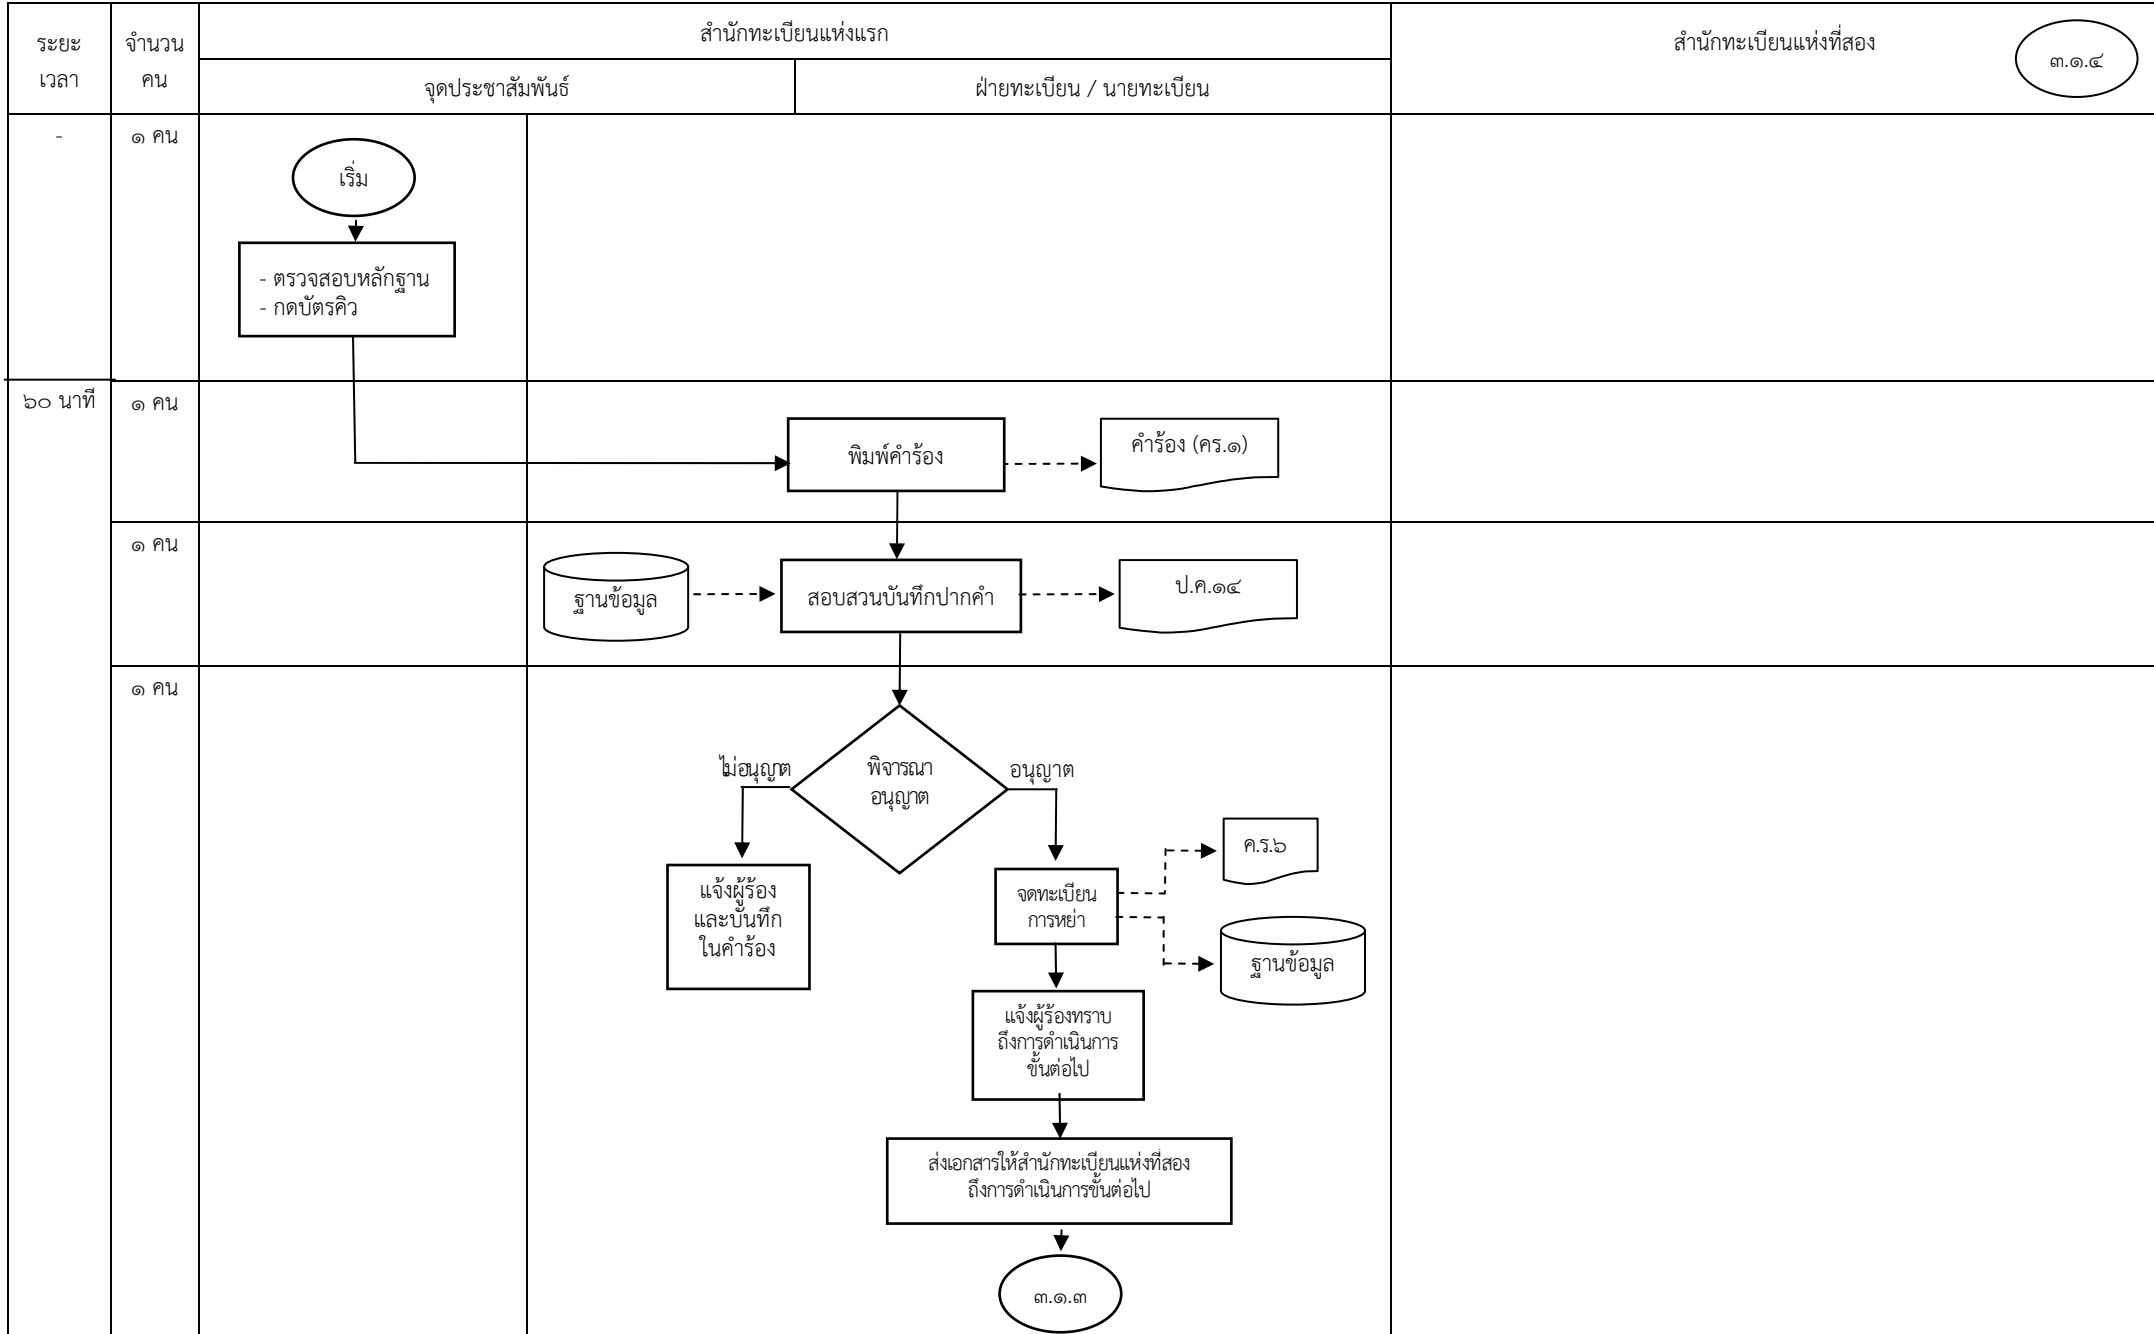 ระยะ
เวลา
จำนวน
คน
สำนักทะเบียนแห่งแรก
สำนักทะเบียนแห่งที่สอง
๓.๑.๔
จุดประชาสัมพันธ์
ฝ่ายทะเบียน / นายทะเบียน
-
๑ คน
เริ่ม
- ตรวจสอบหลักฐาน
- กดบัตรคิว
๖๐ นาที
๑ คน
พิมพ์คำร้อง
คำร้อง (คร.๑)
๑ คน
ฐานข้อมูล
สอบสวนบันทึกปากคำ
ป.ค.๑๔
๑ คน
ไม่อนุญาต
พิจารณา
อนุญาต
อนุญาต
ค.ร.๖
แจ้งผู้ร้อง
และบันทึก
ในคำร้อง
จดทะเบียน
การหย่า
ฐานข้อมูล
แจ้งผู้ร้องทราบ
ถึงการดำเนินการ
ขั้นต่อไป
ส่งเอกสารให้สำนักทะเบียนแห่งที่สอง
ถึงการดำเนินการขั้นต่อไป
๓.๑.๓